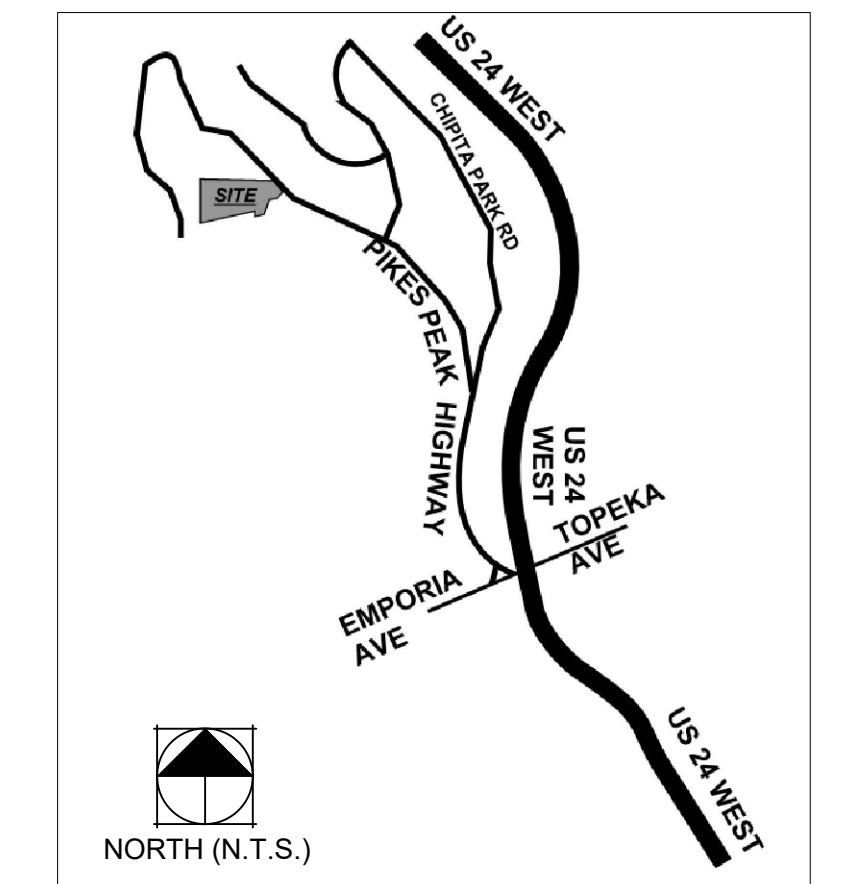 US 24 WEST
CHIPITA PARK RD
SITE
PIKES PEAK HIGHWAY
US 24
WEST
TOPEKA
AVE
EMPORIA
AVE
US 24 WEST
NORTH (N.T.S.)